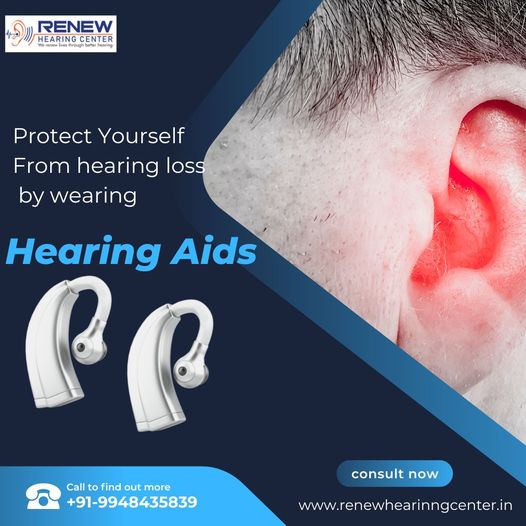 RENEW
HEARING CENTER
We renew lives through better hearing
Protect Yourself
From hearing loss
by wearing
Hearing Aids
Call to find out more
+91-9948435839
consult now
www.renewhearinngcenter.in